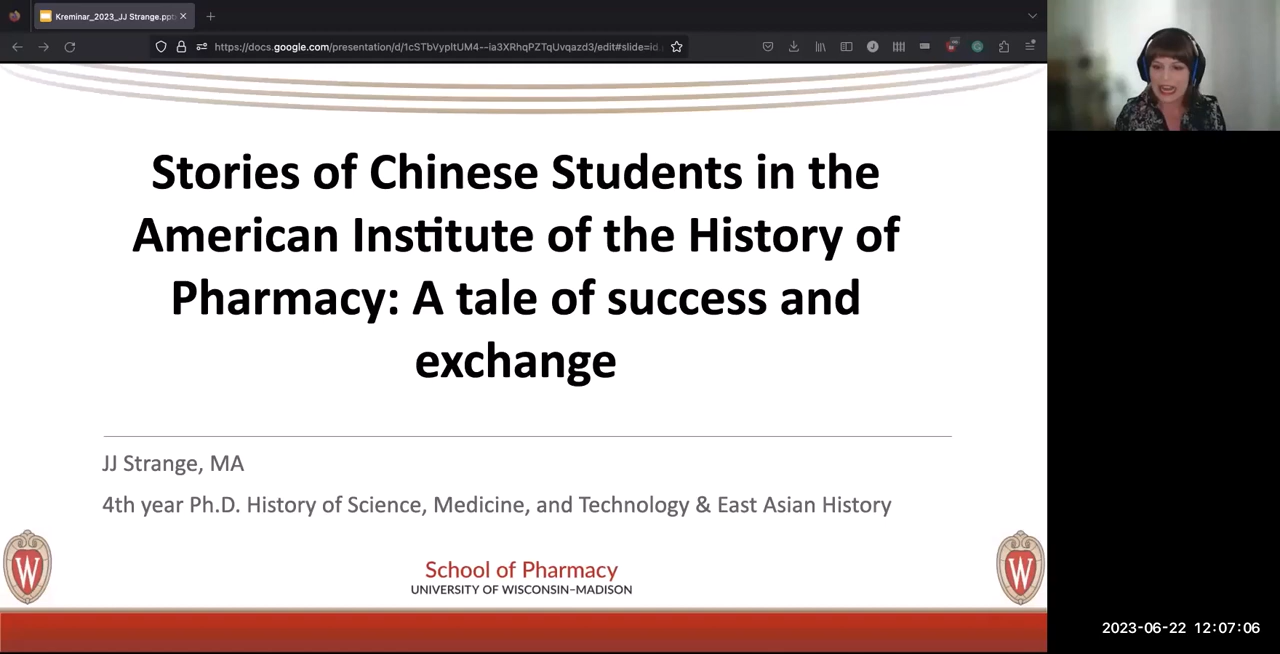 Kreminar_2023_JJ Strange.ppt
https://docs.google.com/presentation/d/1cSTbVypItUM4--ia3XRhqPZTqUvqazd3/edit#slide=id.
Stories of Chinese Students in the
American Institute of the History of
Pharmacy: A tale of success and
exchange
JJ Strange, MA
4th year Ph.D. History of Science, Medicine, and Technology & East Asian History
W
W
School of Pharmacy
UNIVERSITY OF WISCONSIN–MADISON
2023-06-22 12:07:06